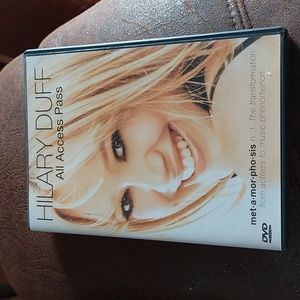 HILARY DUFF
All Access Pass
met·a·mor·pho·sis n. 1. The transformation
from actress to music phenomenon
DVD